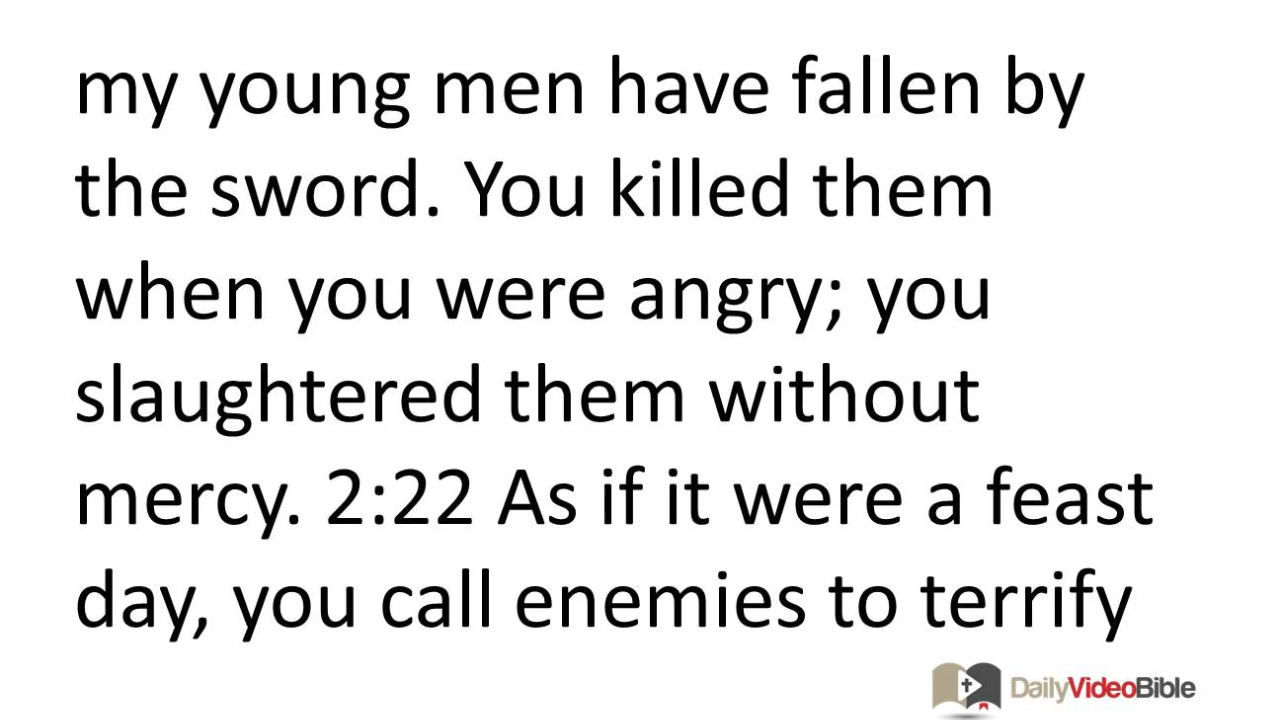 my young men have fallen by
the sword. You killed them
when you were angry; you
slaughtered them without
mercy. 2:22 As if it were a feast
day, you call enemies to terrify
DailyVideoBible